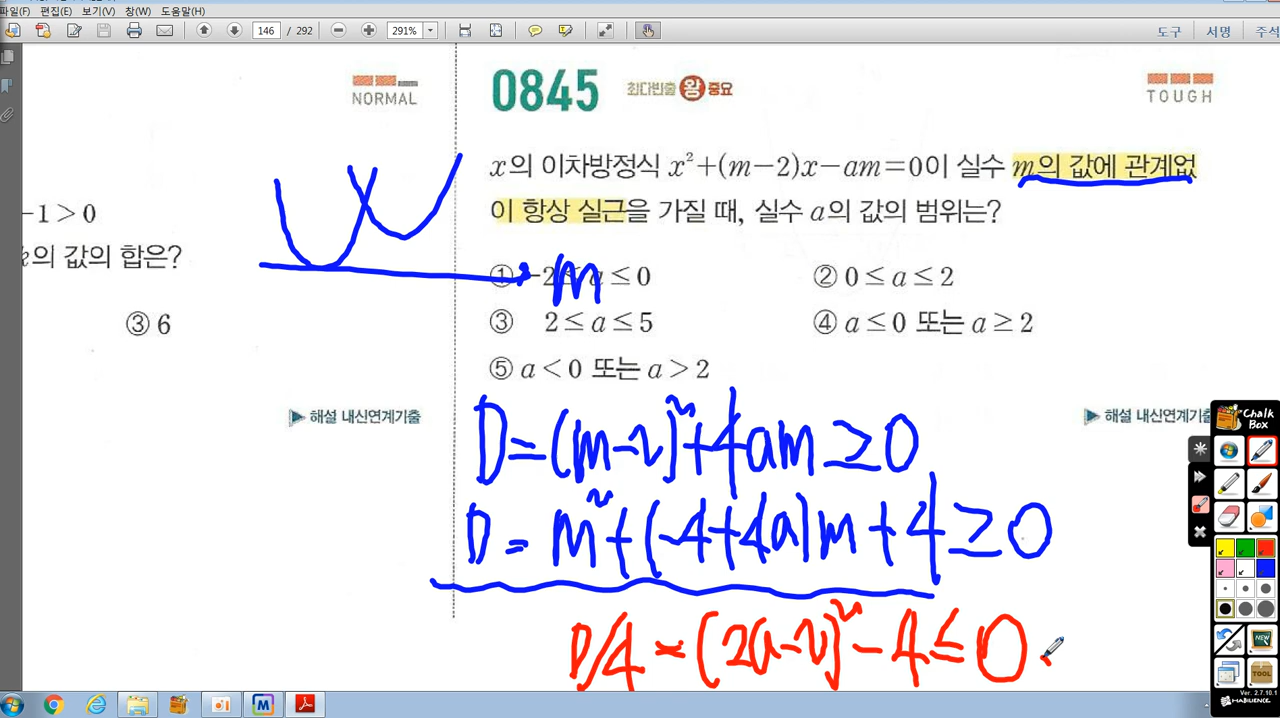 파일(F) 편집(E) 보기(V) 창(W) 도움말(H)
146 / 292 291% 도구 서명 주석
NORMAL
-1 > 0
k의 값의 합은?
③ 6
▶ 해설 내신연계기출
0845 최다빈출 왕 중요
TOUGH
x의 이차방정식 x²+(m-2)x-am=0이 실수 m의 값에 관계없
이 항상 실근을 가질 때, 실수 a의 값의 범위는?
① -2 ≤ a ≤ 0 ② 0 ≤ a ≤ 2
m
③ 2 ≤ a ≤ 5 ④ a ≤ 0 또는 a ≥ 2
⑤ a < 0 또는 a > 2
▶ 해설 내신연계기출
D = (m-2)²+4am ≥ 0
D = m²+(-4+4a)m+4 ≥ 0
D/4 = (2a-2)²-4 ≤ 0
Chalk
Box
NEW
TOOL
Ver. 2.7.10.1
MABILIENCE